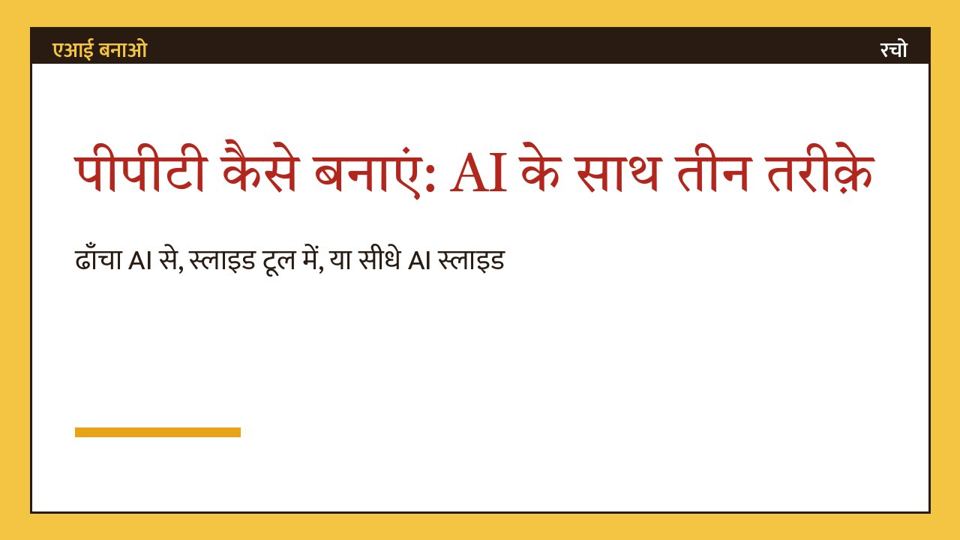 एआई बनाओ
रचो
पीपीटी कैसे बनाएं: AI के साथ तीन तरीक़े
ढाँचा AI से, स्लाइड टूल में, या सीधे AI स्लाइड